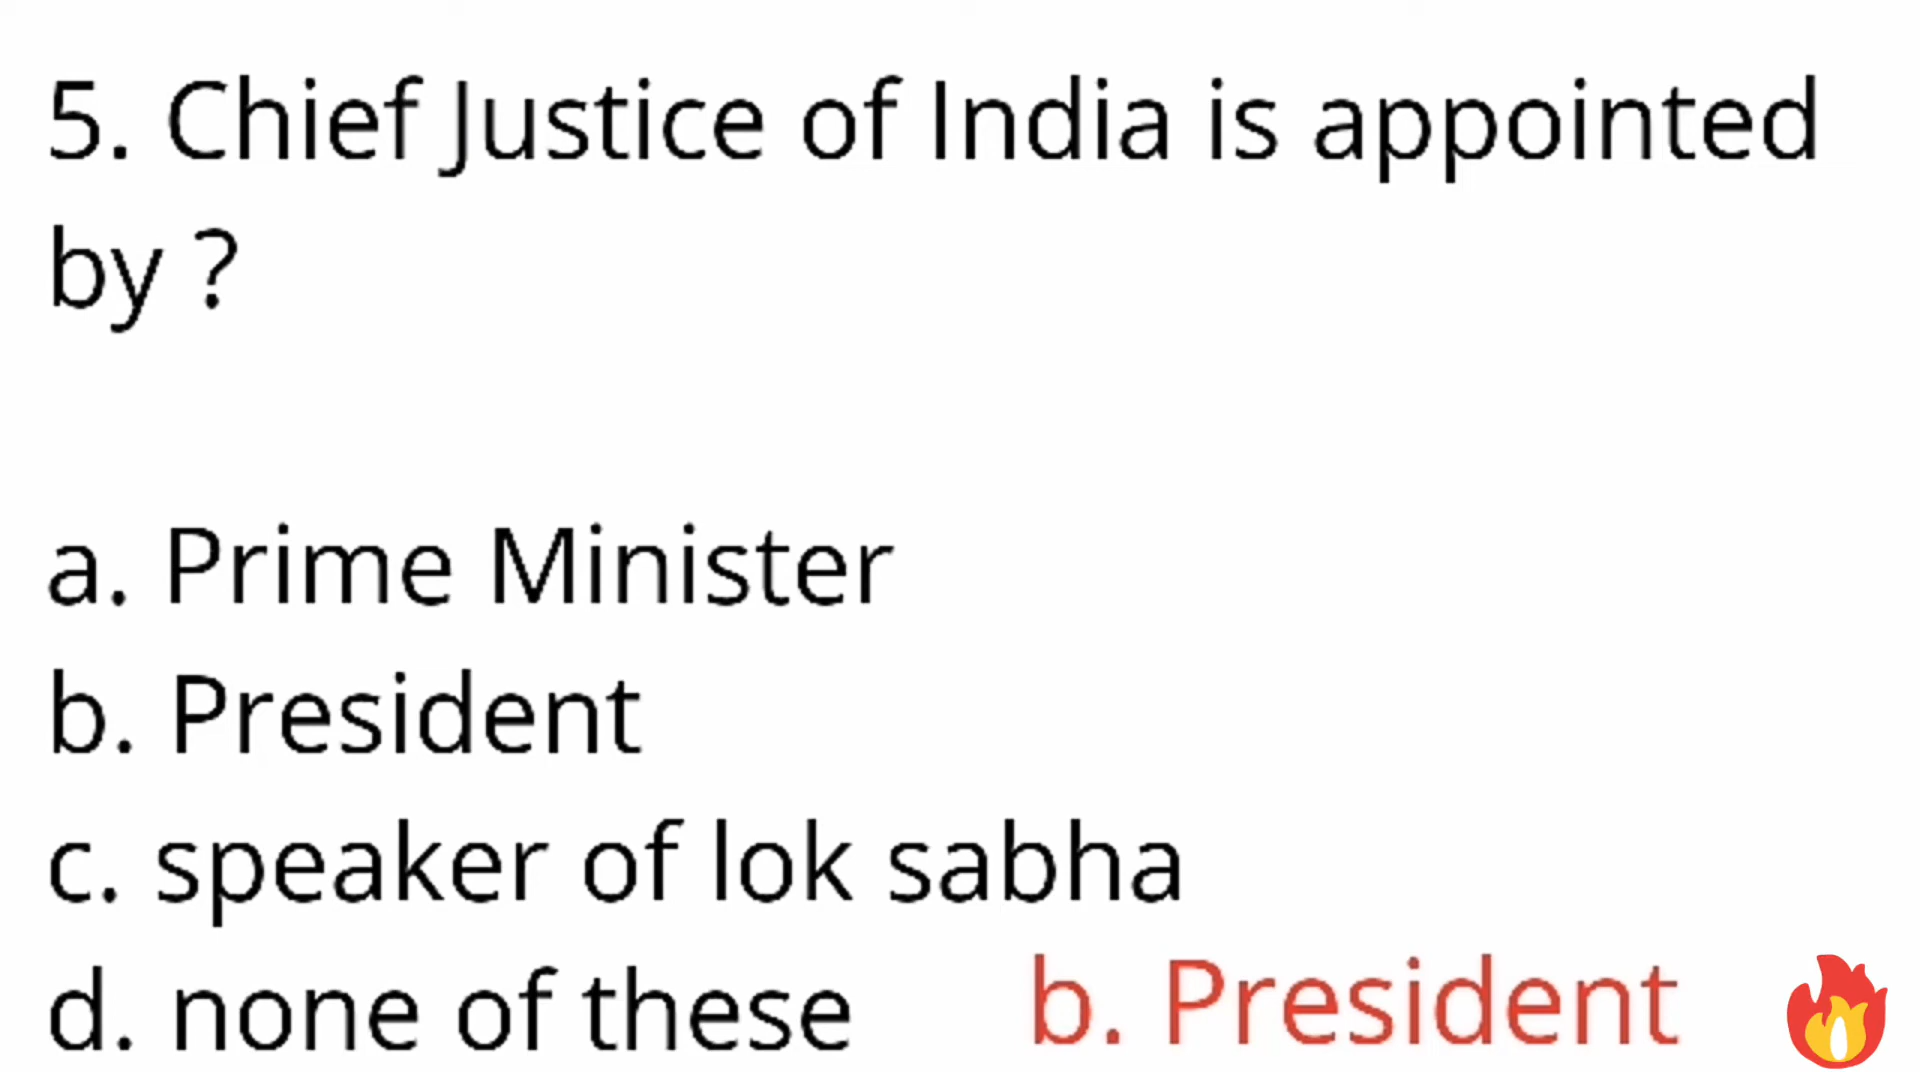 5. Chief Justice of India is appointed
by ?
a. Prime Minister
b. President
c. speaker of lok sabha
d. none of these
b. President